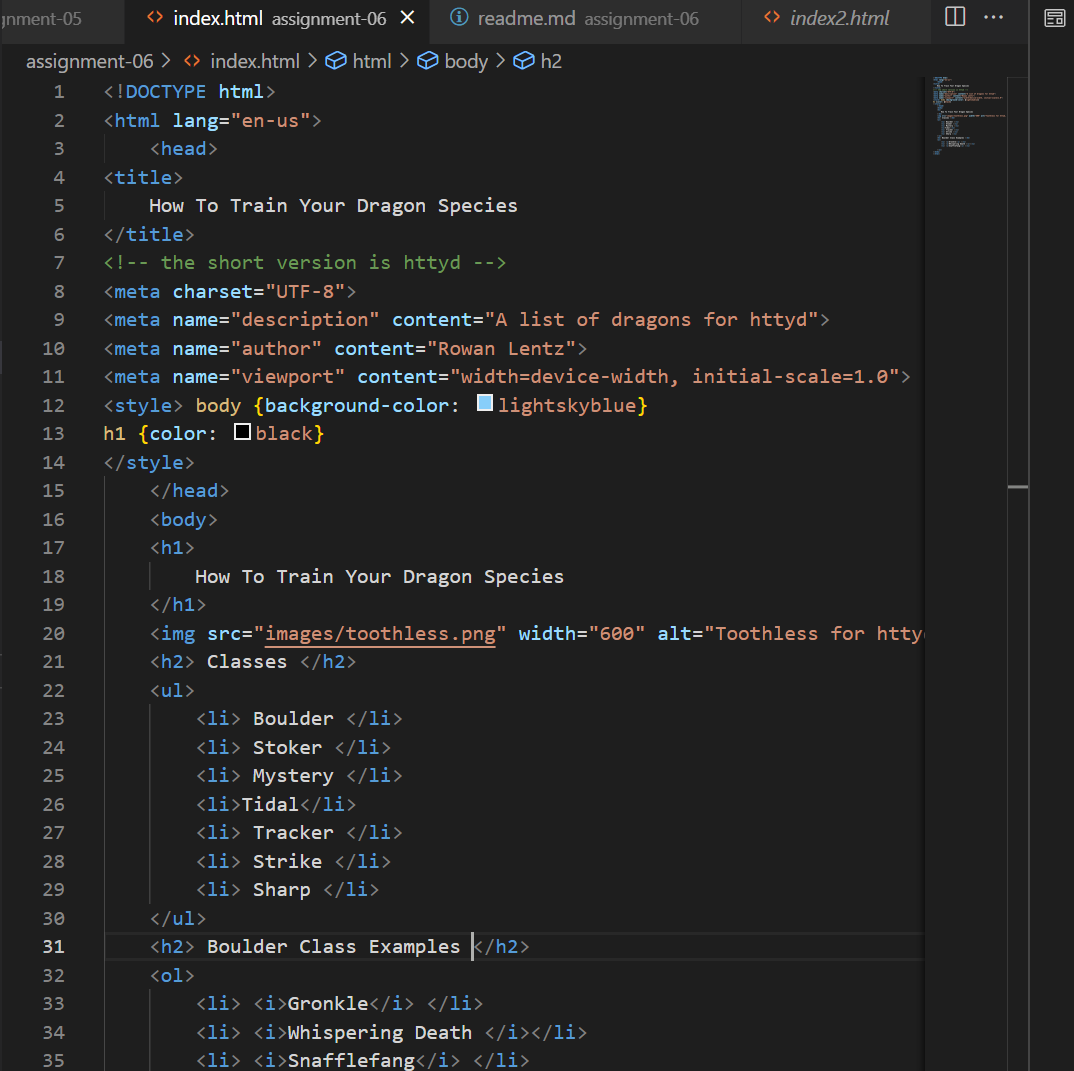 gnment-05 index.html assignment-06 readme.md assignment-06 index2.html
assignment-06 > index.html > html > body > h2
1 <!DOCTYPE html>
2 <html lang="en-us">
3 <head>
4 <title>
5 How To Train Your Dragon Species
6 </title>
7 <!-- the short version is httyd -->
8 <meta charset="UTF-8">
9 <meta name="description" content="A list of dragons for httyd">
10 <meta name="author" content="Rowan Lentz">
11 <meta name="viewport" content="width=device-width, initial-scale=1.0">
12 <style> body {background-color: lightskyblue}
13 h1 {color: black}
14 </style>
15 </head>
16 <body>
17 <h1>
18 How To Train Your Dragon Species
19 </h1>
20 <img src="images/toothless.png" width="600" alt="Toothless for httyd
21 <h2> Classes </h2>
22 <ul>
23 <li> Boulder </li>
24 <li> Stoker </li>
25 <li> Mystery </li>
26 <li>Tidal</li>
27 <li> Tracker </li>
28 <li> Strike </li>
29 <li> Sharp </li>
30 </ul>
31 <h2> Boulder Class Examples </h2>
32 <ol>
33 <li> <i>Gronkle</i> </li>
34 <li> <i>Whispering Death </i></li>
35 <li> <i>Snafflefang</i> </li>